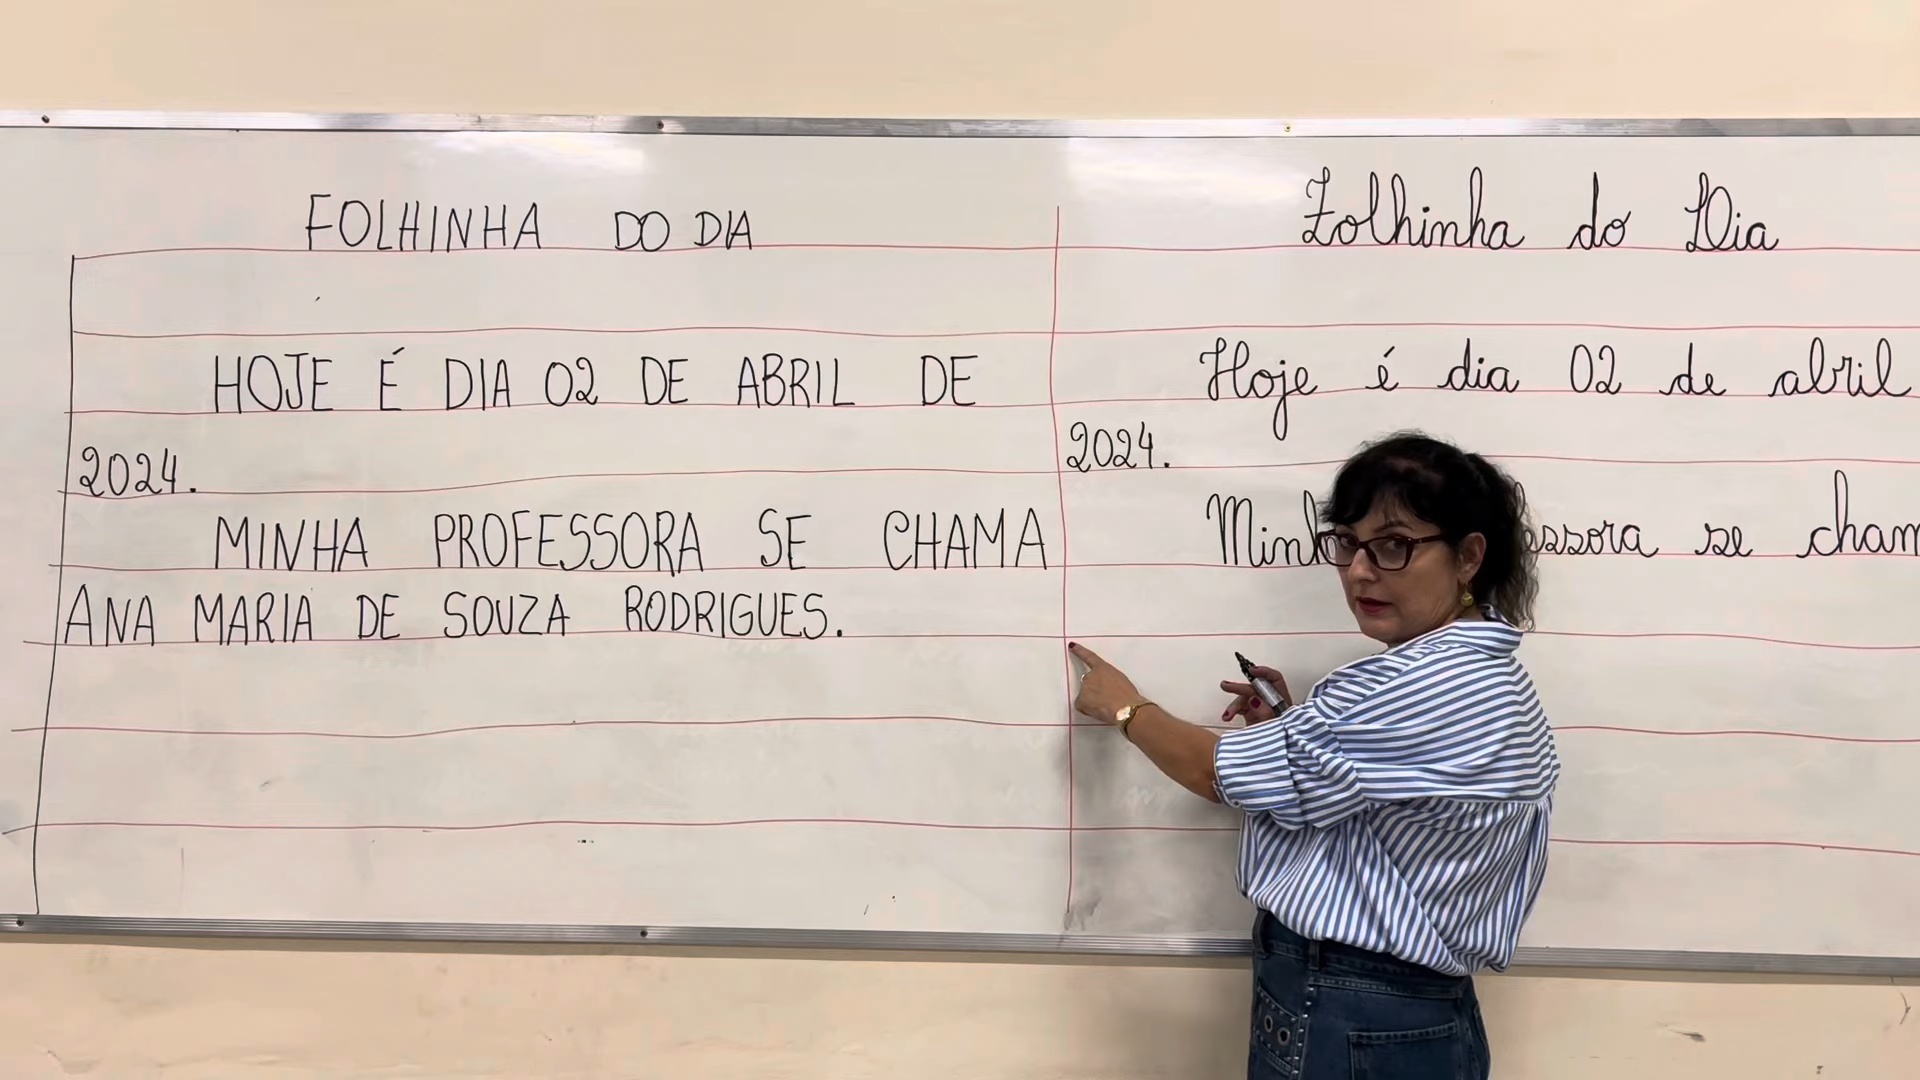 FOLHINHA DO DIA
HOJE É DIA 02 DE ABRIL DE
2024.
MINHA PROFESSORA SE CHAMA
ANA MARIA DE SOUZA RODRIGUES.
Folhinha do Dia
Hoje é dia 02 de abril
2024.
se